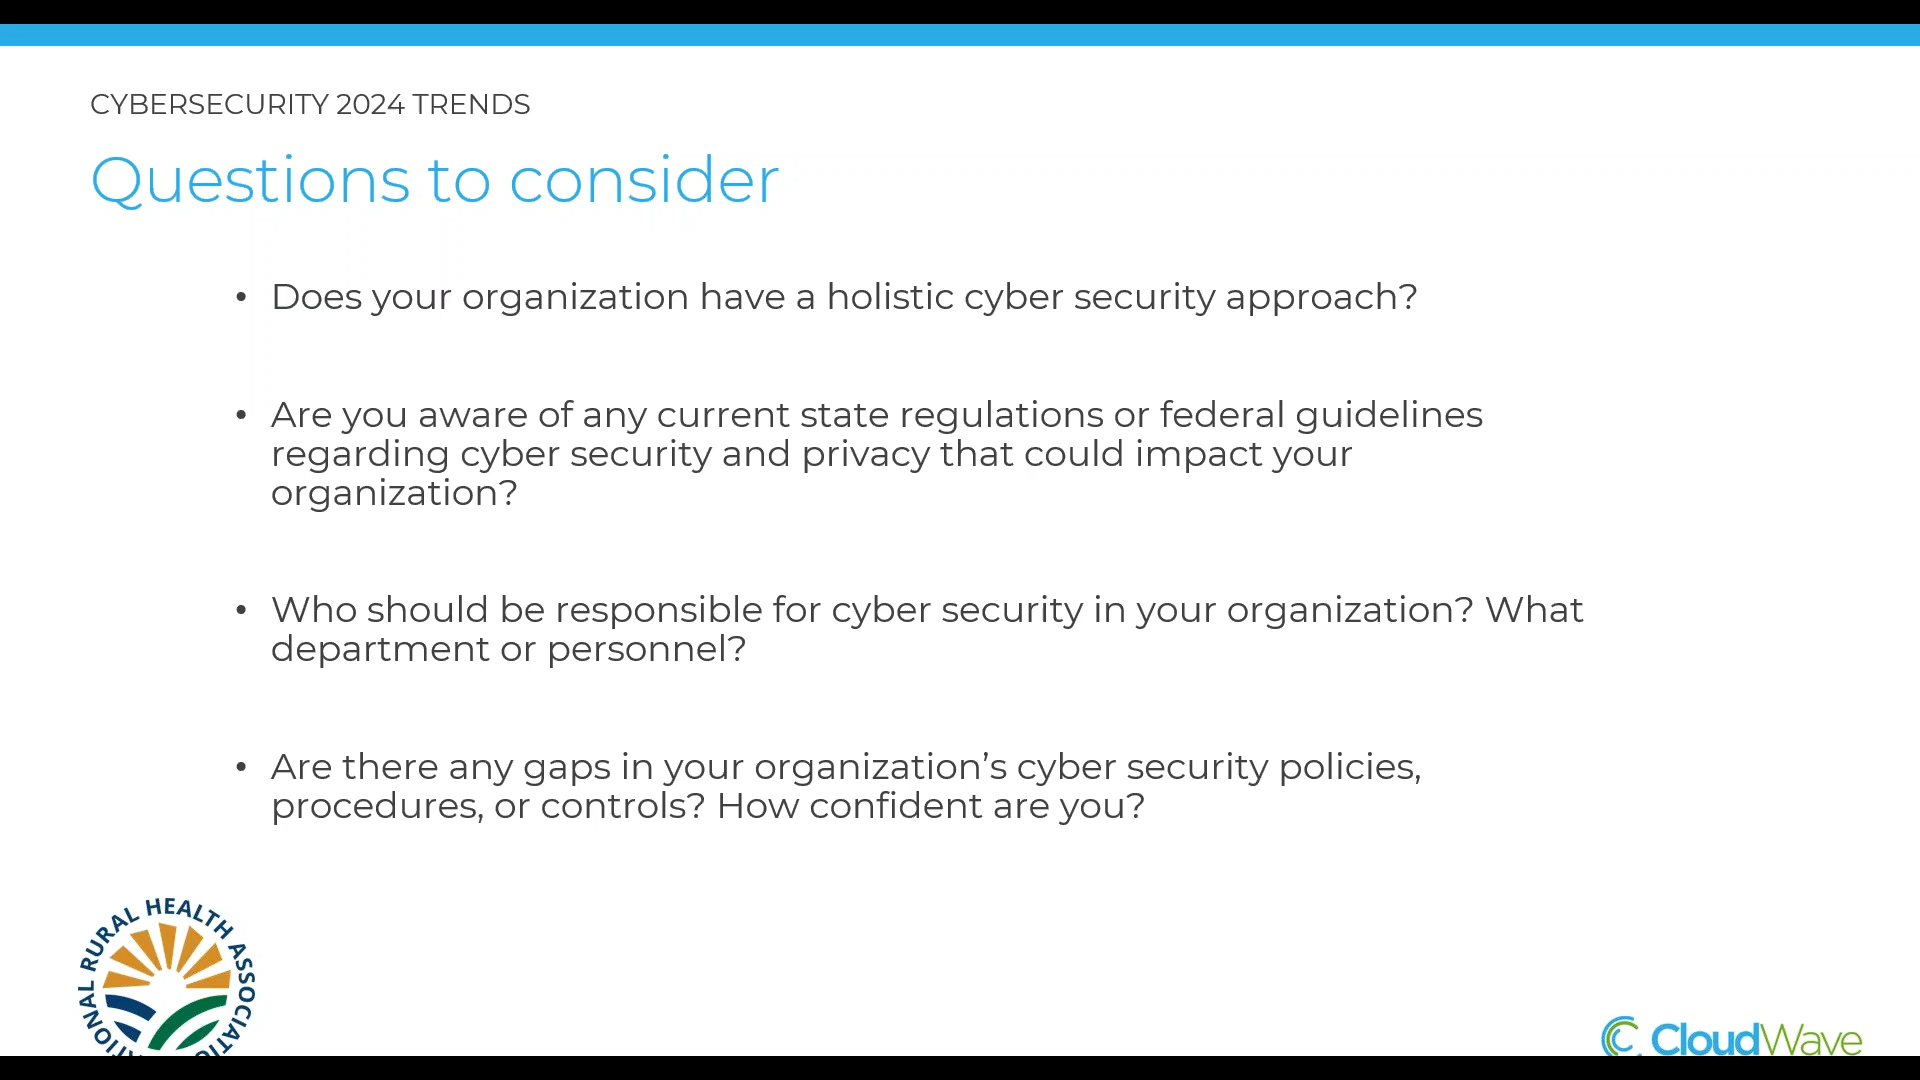 CYBERSECURITY 2024 TRENDS
Questions to consider
• Does your organization have a holistic cyber security approach?
• Are you aware of any current state regulations or federal guidelines
regarding cyber security and privacy that could impact your
organization?
• Who should be responsible for cyber security in your organization? What
department or personnel?
• Are there any gaps in your organization’s cyber security policies,
procedures, or controls? How confident are you?
NATIONAL RURAL HEALTH ASSOCIATION
CloudWave